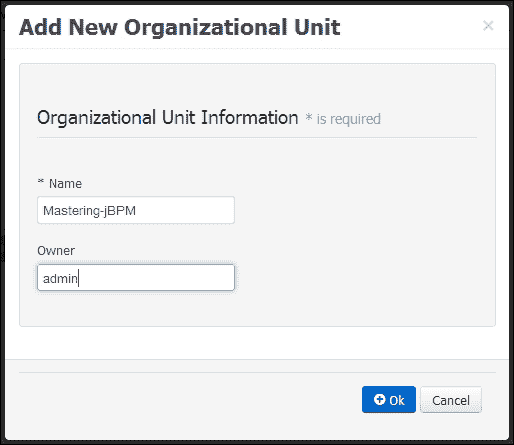 Add New Organizational Unit ×
Organizational Unit Information * is required
* Name
Mastering-jBPM
Owner
admin
Ok Cancel